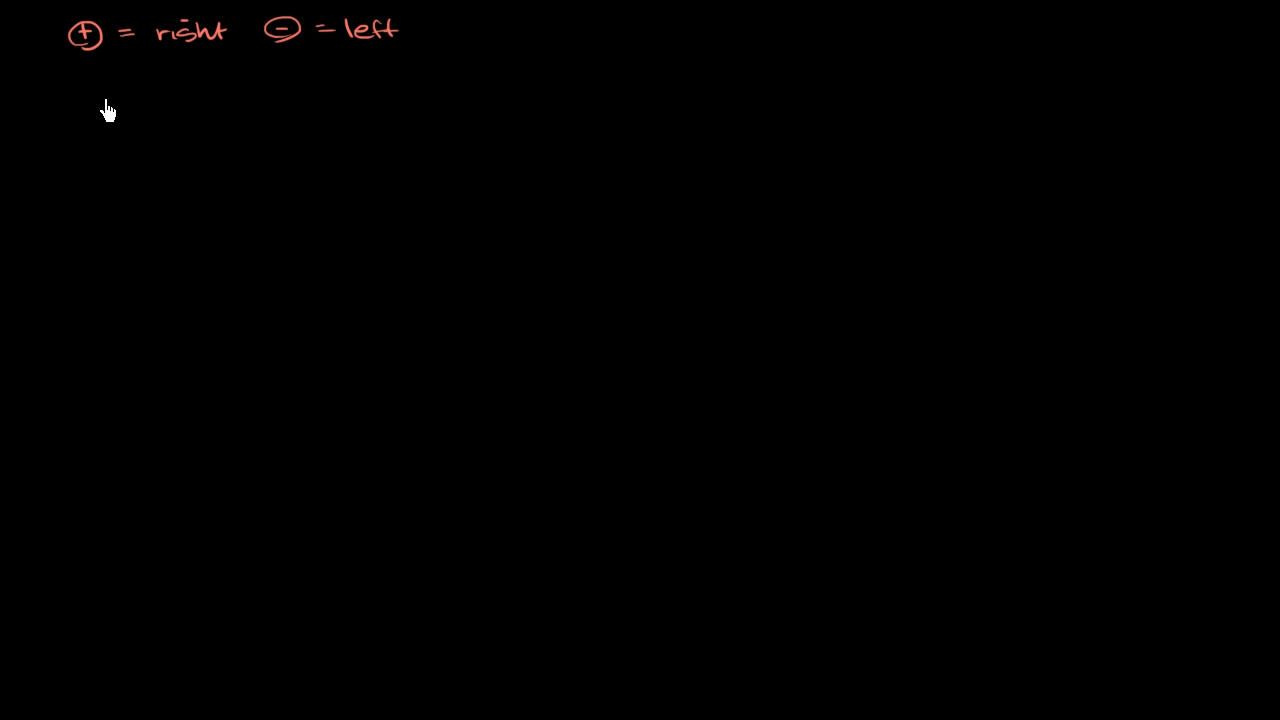 ⊕ = right ⊖ = left